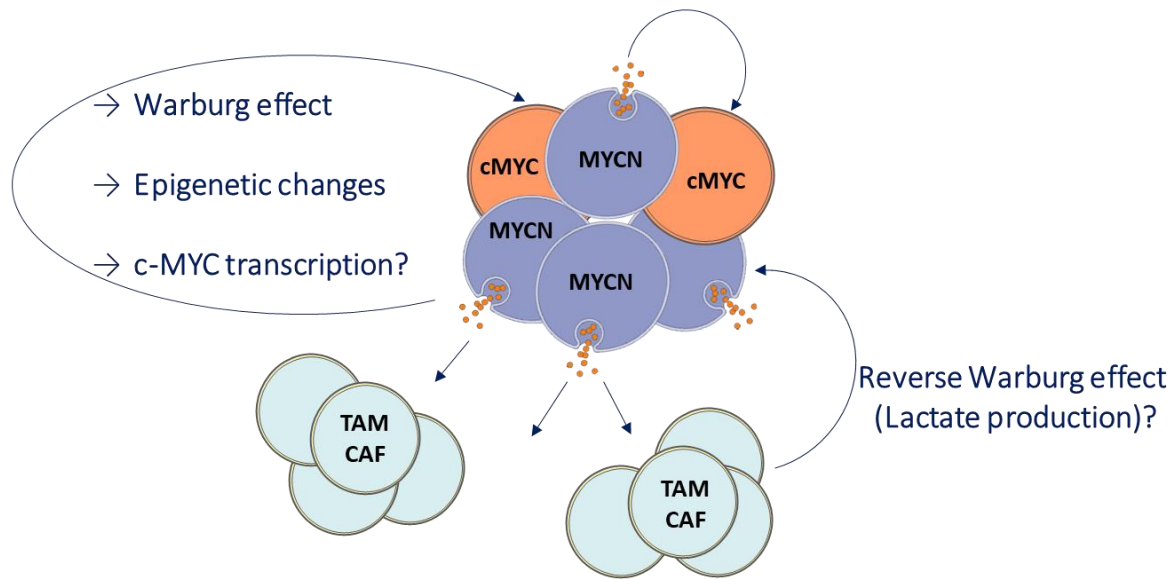 → Warburg effect
→ Epigenetic changes
→ c-MYC transcription?
cMYC
MYCN
cMYC
MYCN
MYCN
Reverse Warburg effect
(Lactate production)?
TAM
CAF
TAM
CAF